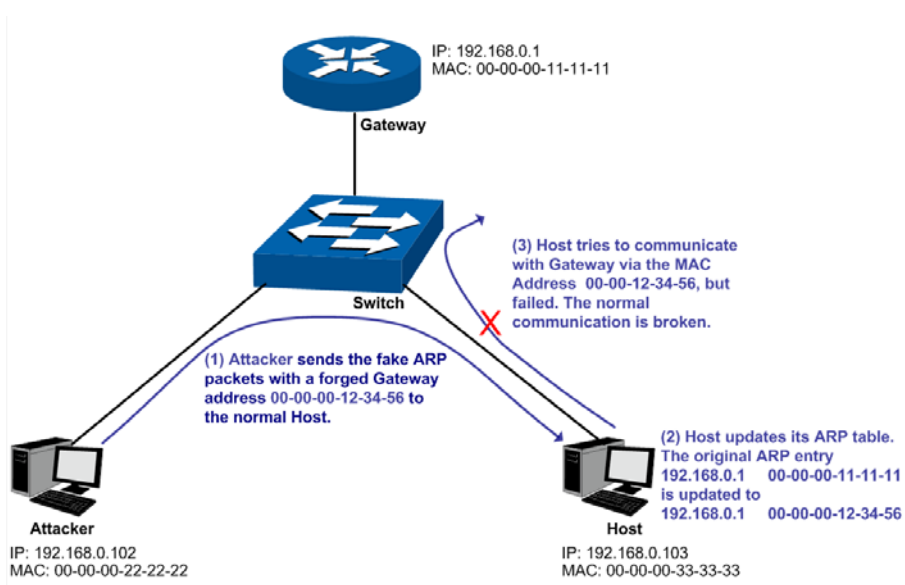 IP: 192.168.0.1
MAC: 00-00-00-11-11-11
Gateway
(3) Host tries to communicate
with Gateway via the MAC
Address 00-00-12-34-56, but
failed. The normal
communication is broken.
Switch
(1) Attacker sends the fake ARP
packets with a forged Gateway
address 00-00-00-12-34-56 to
the normal Host.
(2) Host updates its ARP table.
The original ARP entry
192.168.0.1 00-00-00-11-11-11
is updated to
192.168.0.1 00-00-00-12-34-56
Attacker
IP: 192.168.0.102
MAC: 00-00-00-22-22-22
Host
IP: 192.168.0.103
MAC: 00-00-00-33-33-33